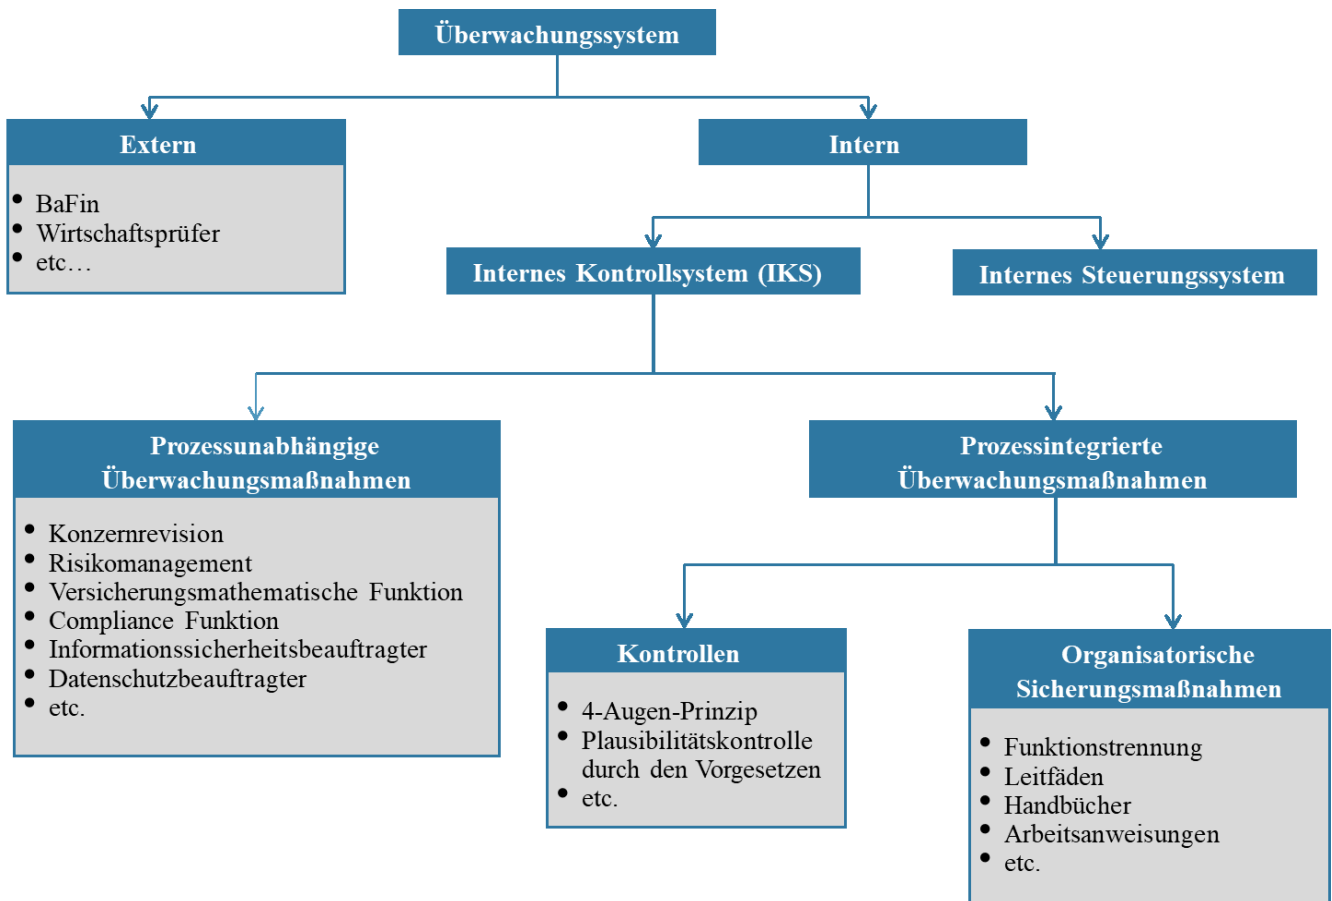 Überwachungssystem
Extern
• BaFin
• Wirtschaftsprüfer
• etc…
Intern
Internes Kontrollsystem (IKS)
Internes Steuerungssystem
Prozessunabhängige
Überwachungsmaßnahmen
• Konzernrevision
• Risikomanagement
• Versicherungsmathematische Funktion
• Compliance Funktion
• Informationssicherheitsbeauftragter
• Datenschutzbeauftragter
• etc.
Prozessintegrierte
Überwachungsmaßnahmen
Kontrollen
• 4-Augen-Prinzip
• Plausibilitätskontrolle
durch den Vorgesetzen
• etc.
Organisatorische
Sicherungsmaßnahmen
• Funktionstrennung
• Leitfäden
• Handbücher
• Arbeitsanweisungen
• etc.